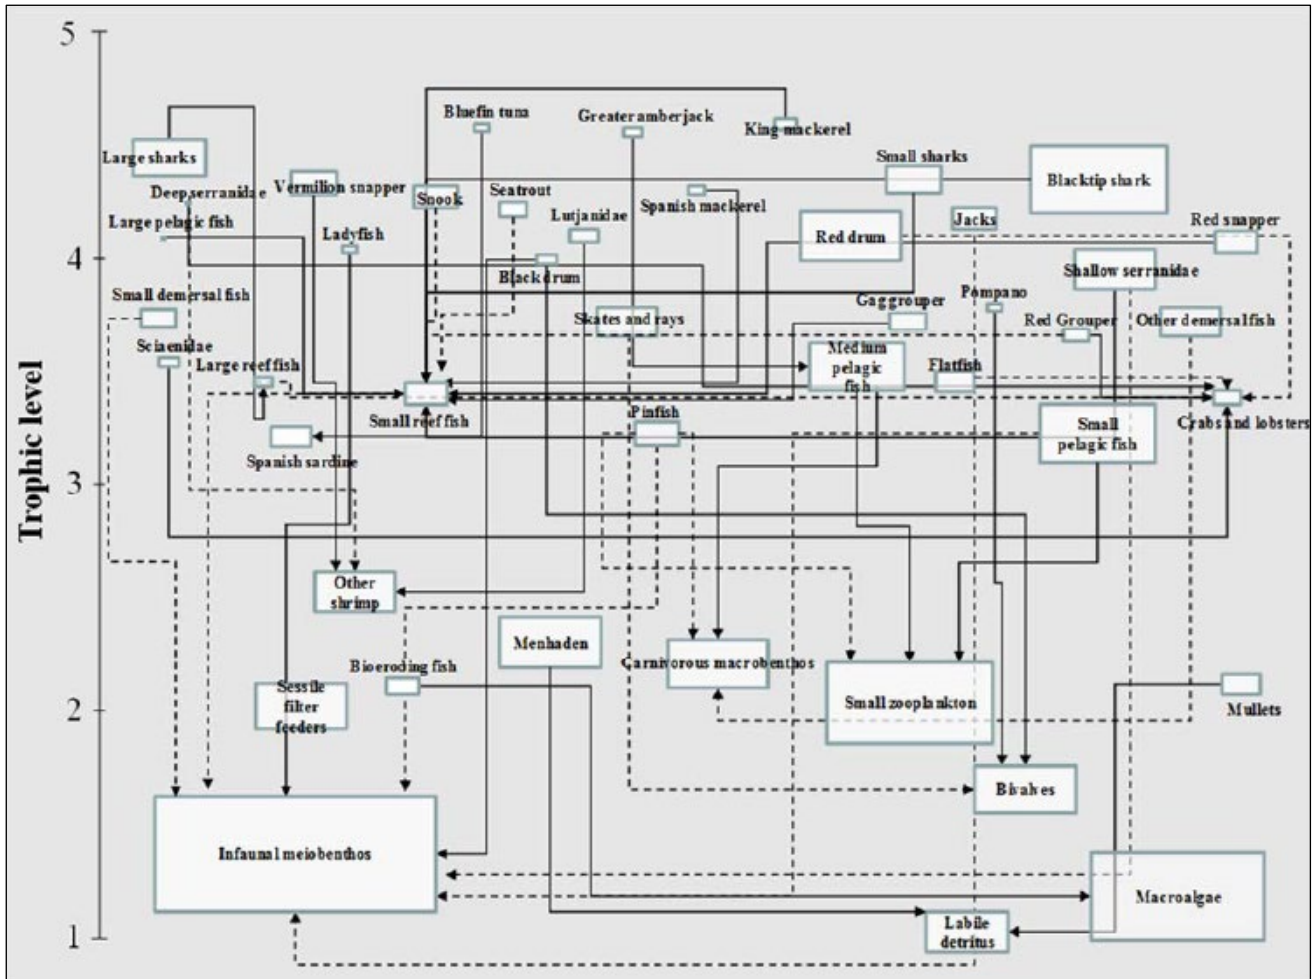 5
Bluefin tuna
Greater amberjack
King mackerel
Large sharks
Small sharks
Blacktip shark
Deep serranidae
Vermilion snapper
Snook
Seatrout
Spanish mackerel
Large pelagic fish
Lutjanidae
Jacks
Red snapper
Ladyfish
Red drum
4
Black drum
Shallow serranidae
Small demersal fish
Skates and rays
Gag grouper
Pompano
Red Grouper
Other demersal fish
Sciaenidae
Large reef fish
Medium
pelagic
fish
Flatfish
Small reef fish
Pinfish
Small
pelagic fish
Crabs and lobsters
Spanish sardine
Trophic level
3
Other
shrimp
Menhaden
Carnivorous macrobenthos
Bioeroding fish
Sessile
filter
feeders
Small zooplankton
Mullets
2
Bivalves
Infaunal meiobenthos
Macroalgae
Labile
detritus
1